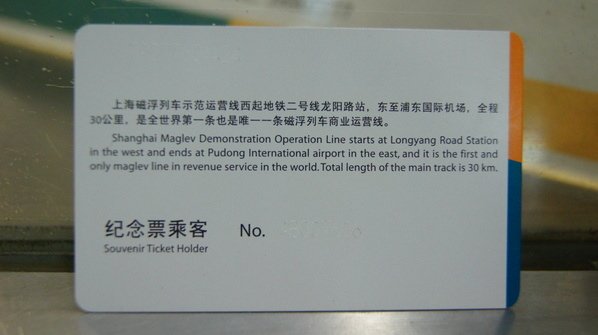 上海磁浮列车示范运营线西起地铁二号线龙阳路站，东至浦东国际机场，全程
30公里，是全世界第一条也是唯一一条磁浮列车商业运营线。
Shanghai Maglev Demonstration Operation Line starts at Longyang Road Station
in the west and ends at Pudong International airport in the east, and it is the first and
only maglev line in revenue service in the world. Total length of the main track is 30 km.
纪念票乘客 No.
Souvenir Ticket Holder